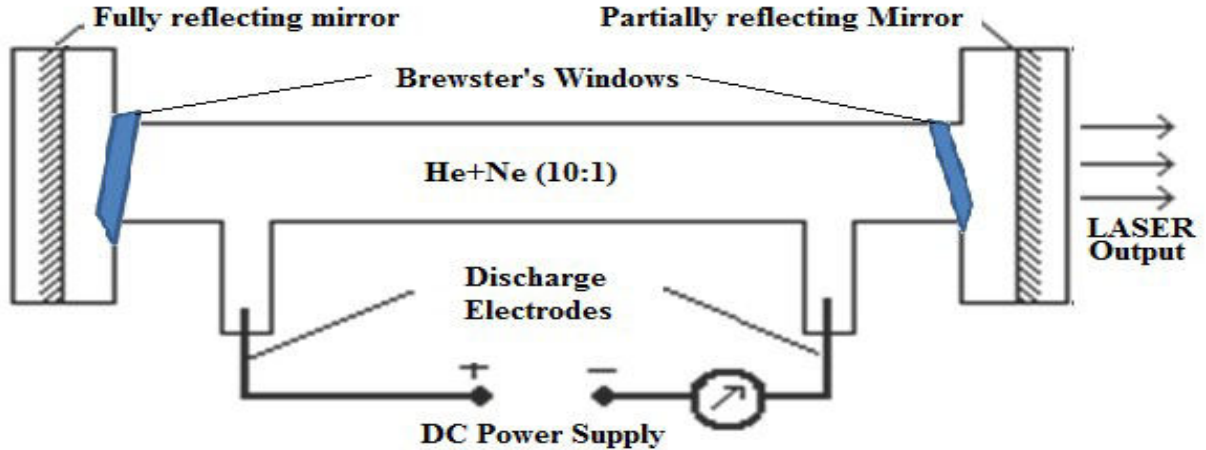 Fully reflecting mirror
Partially reflecting Mirror
Brewster's Windows
He+Ne (10:1)
LASER
Output
Discharge
Electrodes
+
−
DC Power Supply